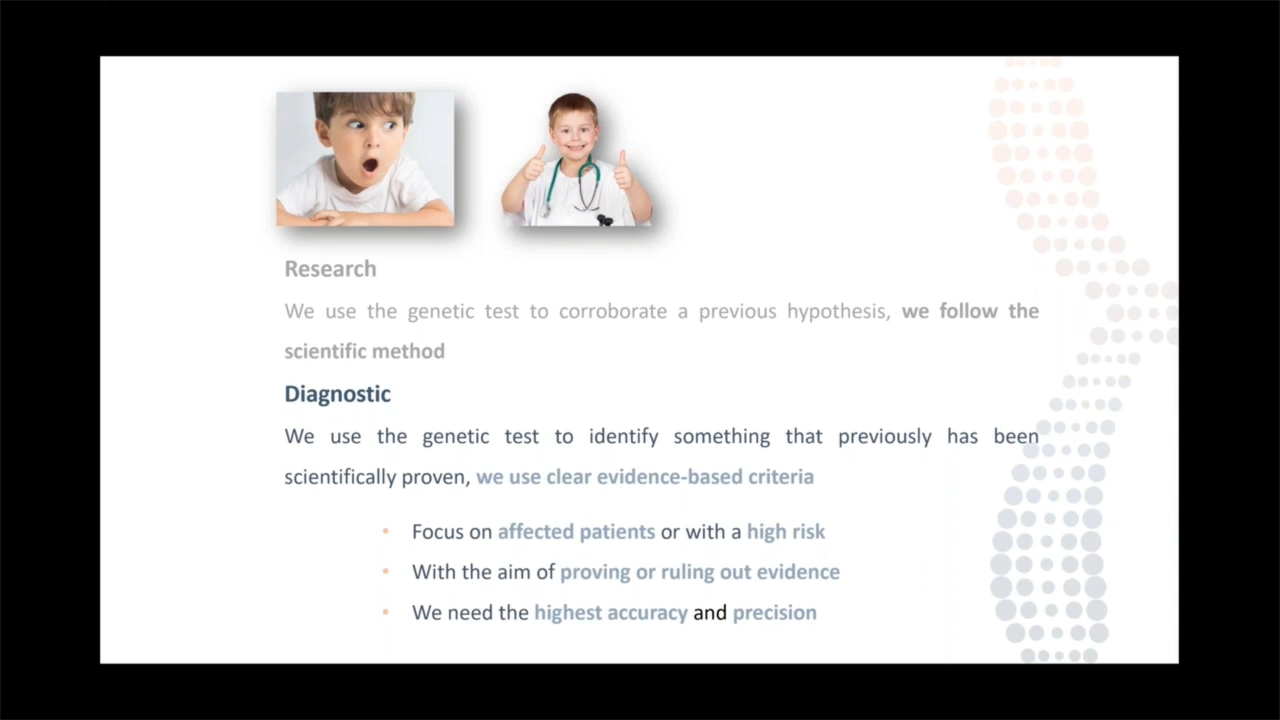 Research
We use the genetic test to corroborate a previous hypothesis, we follow the
scientific method
Diagnostic
We use the genetic test to identify something that previously has been
scientifically proven, we use clear evidence-based criteria
• Focus on affected patients or with a high risk
• With the aim of proving or ruling out evidence
• We need the highest accuracy and precision